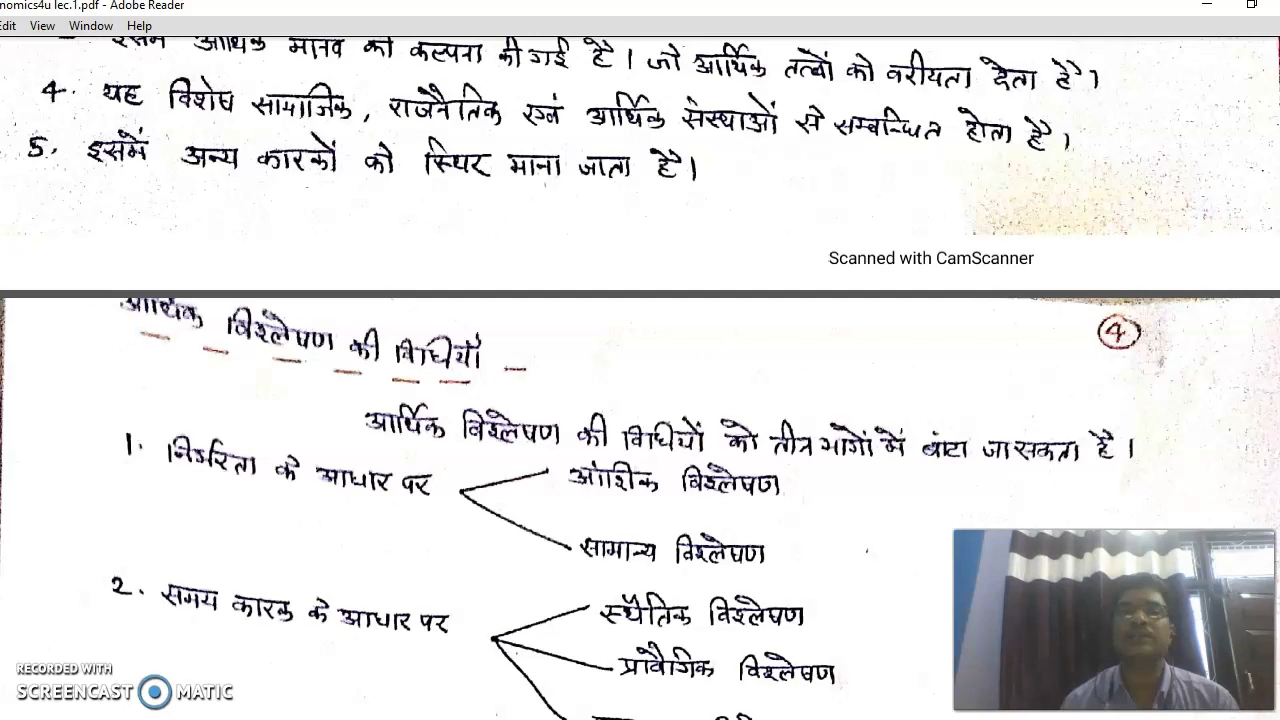 nomics4u lec.1.pdf - Adobe Reader
Edit View Window Help
इसमें आर्थिक मानव की कल्पना की गई है। जो आर्थिक तत्वों को वरीयता देता है।
4. यह विशेष सामाजिक, राजनैतिक एवं आर्थिक संस्थाओं से सम्बन्धित होता है।
5. इसमें अन्य कारकों को स्थिर माना जाता है।
Scanned with CamScanner
आर्थिक विश्लेषण की विधियाँ
4
आर्थिक विश्लेषण की विधियों को तीन भागों में बांटा जा सकता है।
1. निर्भरता के आधार पर
आंशिक विश्लेषण
सामान्य विश्लेषण
2. समय कारक के आधार पर
स्थैतिक विश्लेषण
प्रावैगिक विश्लेषण
RECORDED WITH
SCREENCAST MATIC